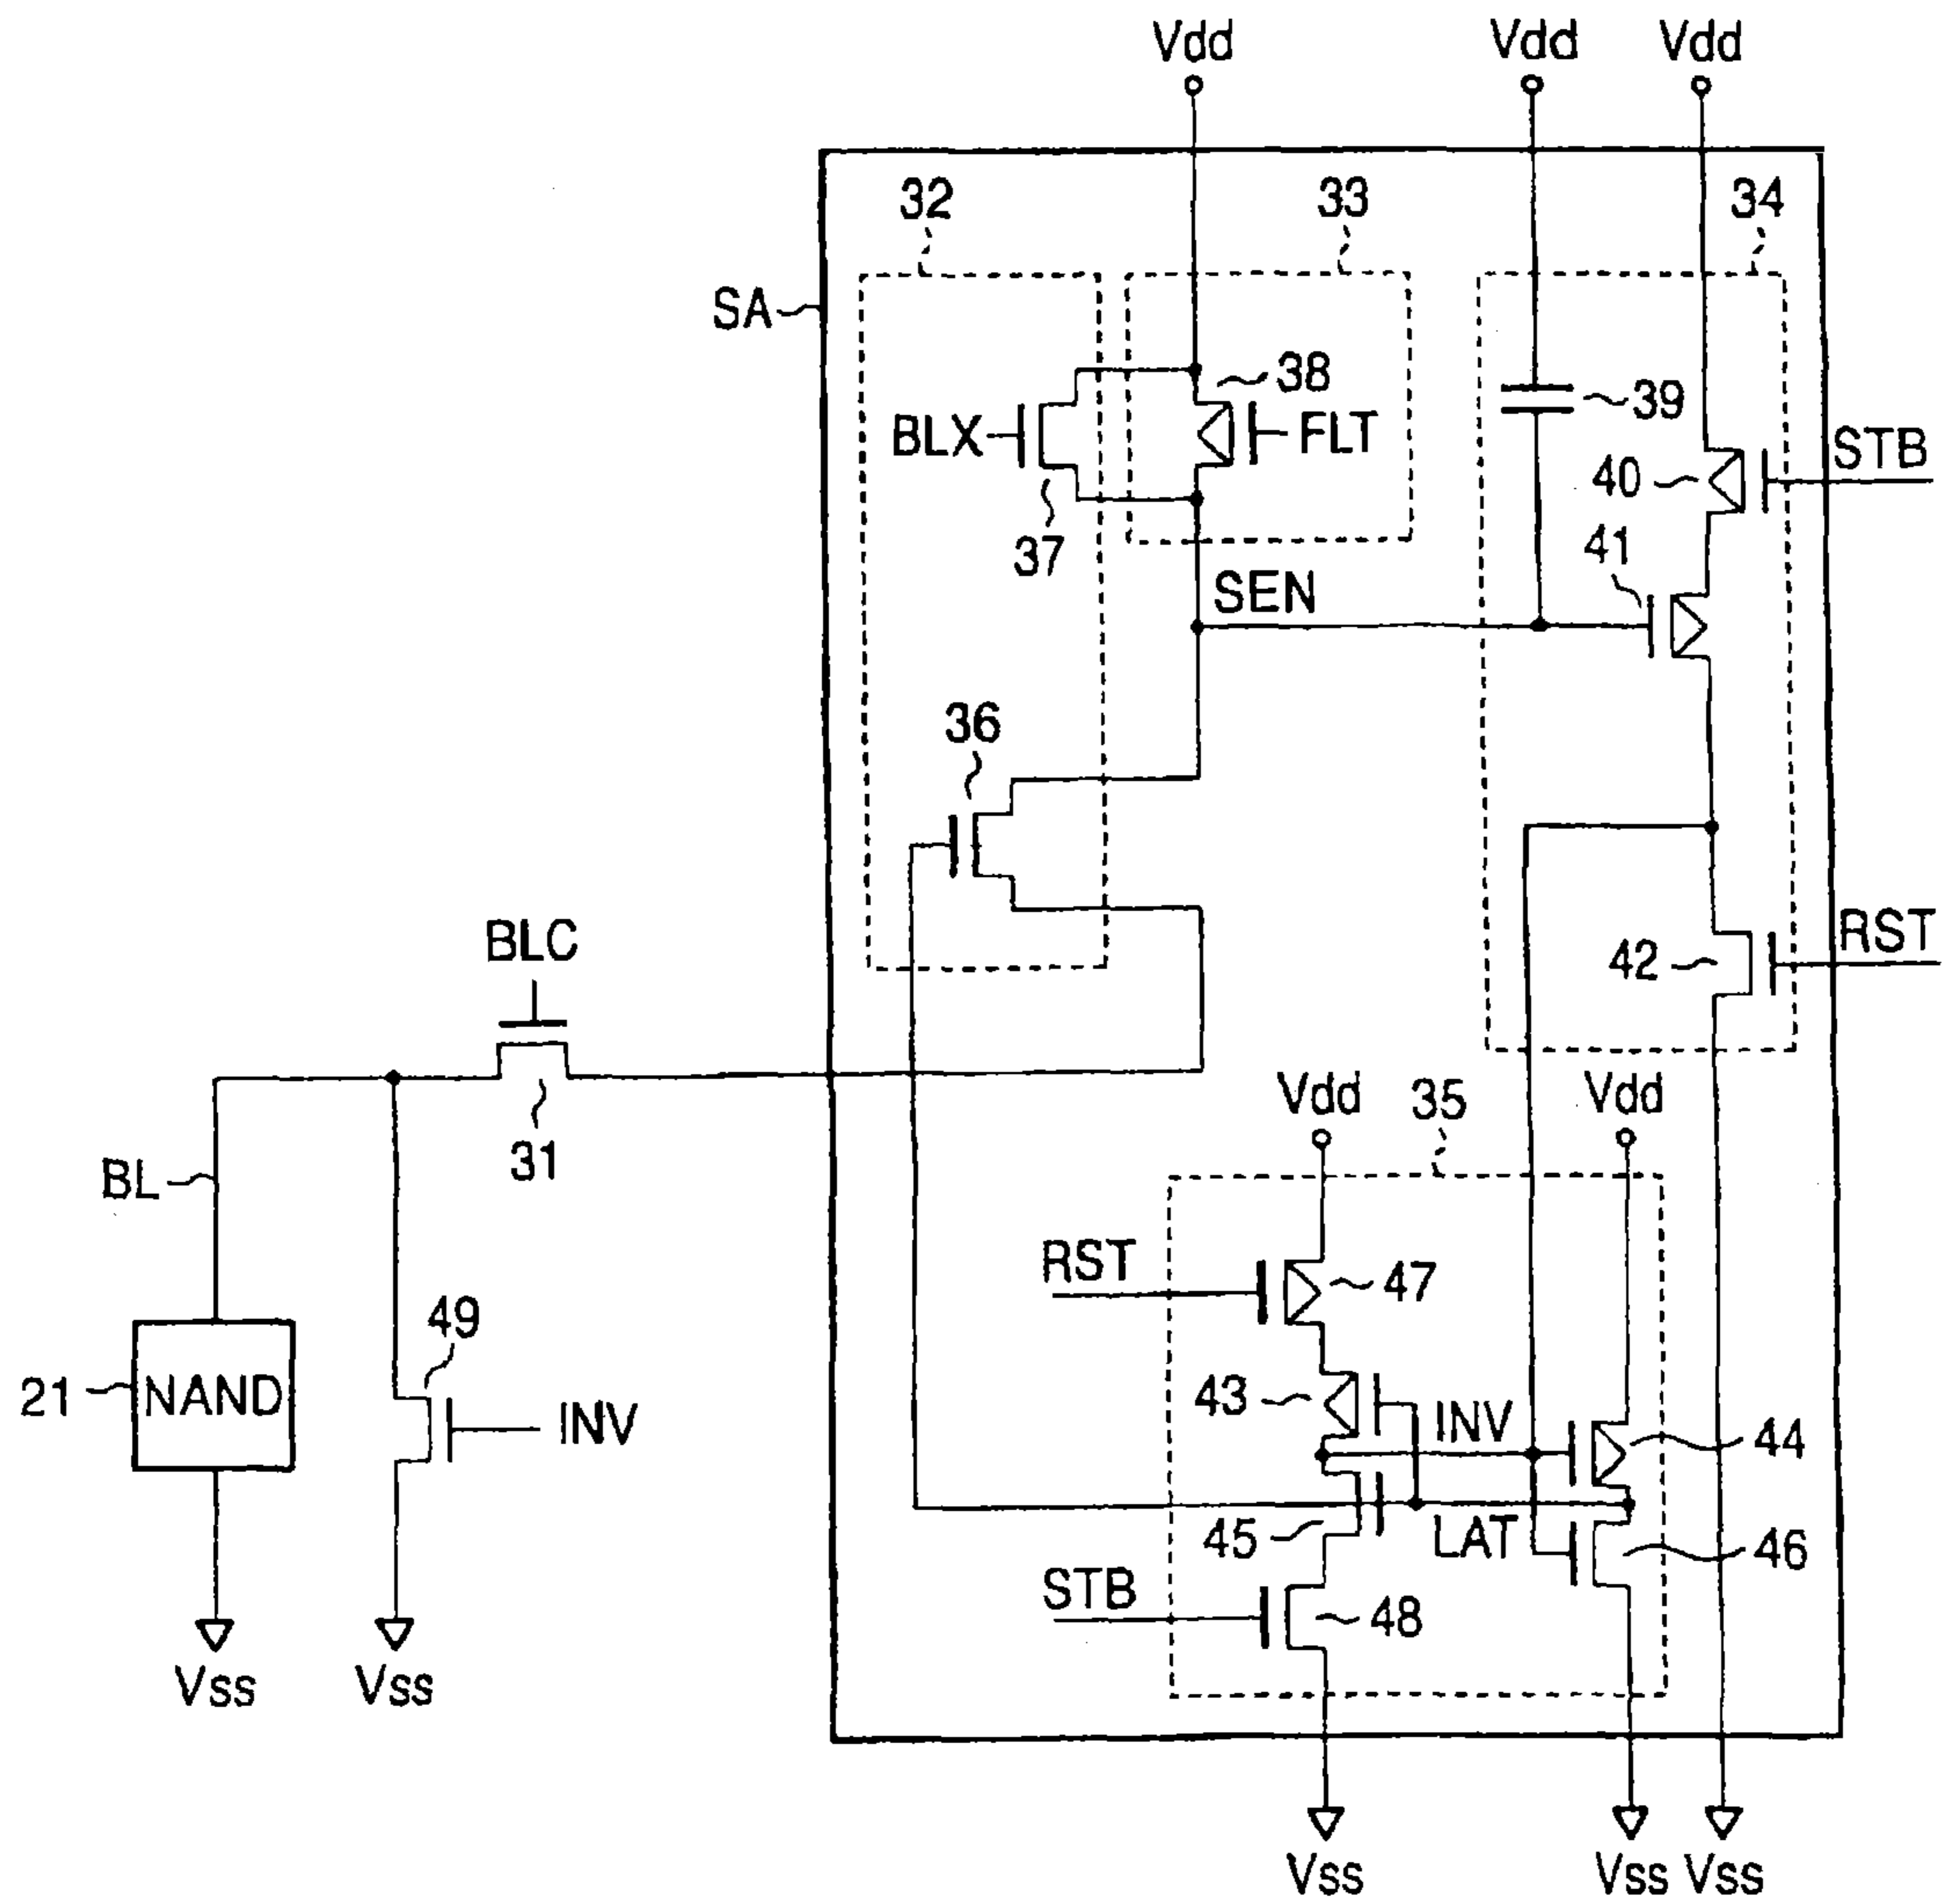 Vdd Vdd Vdd
32 33 34
SA
38
BLX FLT 39
STB
40
37 41
SEN
36
BLC
RST
42
31
Vdd 35 Vdd
BL
RST 47
49
21 NAND INV
43 INV 44
45 LAT 46
STB 48
Vss Vss
Vss Vss Vss